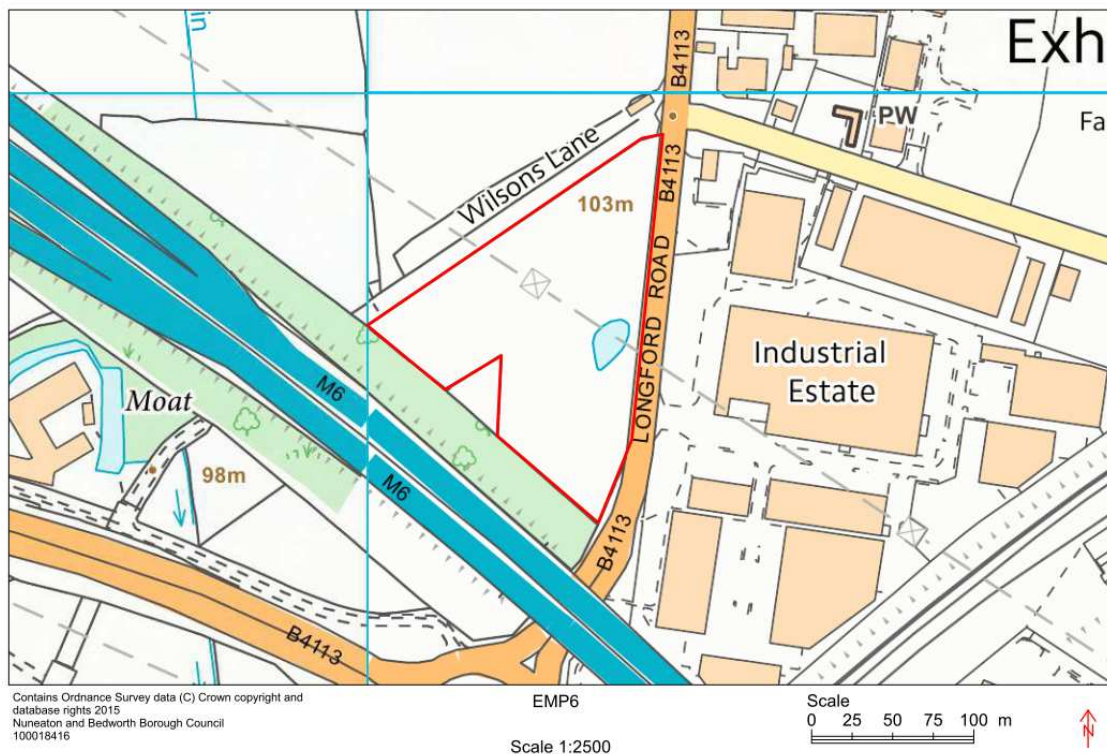 in
B4113
Exh
PW
Fa
Wilsons Lane
B4113
103m
LONGFORD ROAD
Industrial
Estate
M6
Moat
M6
98m
B4113
B4113
Contains Ordnance Survey data (C) Crown copyright and
database rights 2015
Nuneaton and Bedworth Borough Council
100018416
EMP6
Scale 1:2500
Scale
0 25 50 75 100 m
N